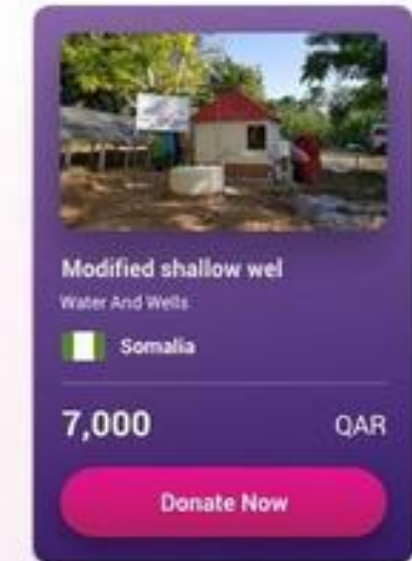 Modified shallow wel
Water And Wells
Somalia
7,000 QAR
Donate Now